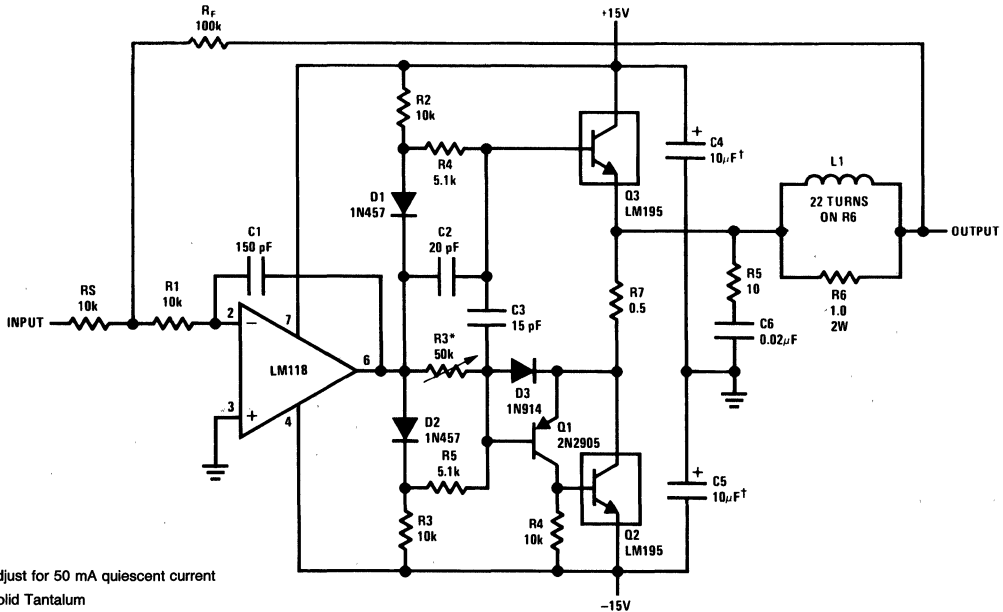 R_F
100k
+15V
R2
10k
R4
5.1k
C4
10μF†
+
Q3
LM195
L1
22 TURNS
ON R6
D1
1N457
C1
150 pF
C2
20 pF
OUTPUT
RS
10k
R1
10k
R7
0.5
R5
10
R6
1.0
2W
C3
15 pF
C6
0.02μF
INPUT
2
−
7
LM118
6
R3*
50k
D3
1N914
3
+
4
D2
1N457
Q1
2N2905
R5
5.1k
+
C5
10μF†
R3
10k
R4
10k
Q2
LM195
djust for 50 mA quiescent current
olid Tantalum
−15V